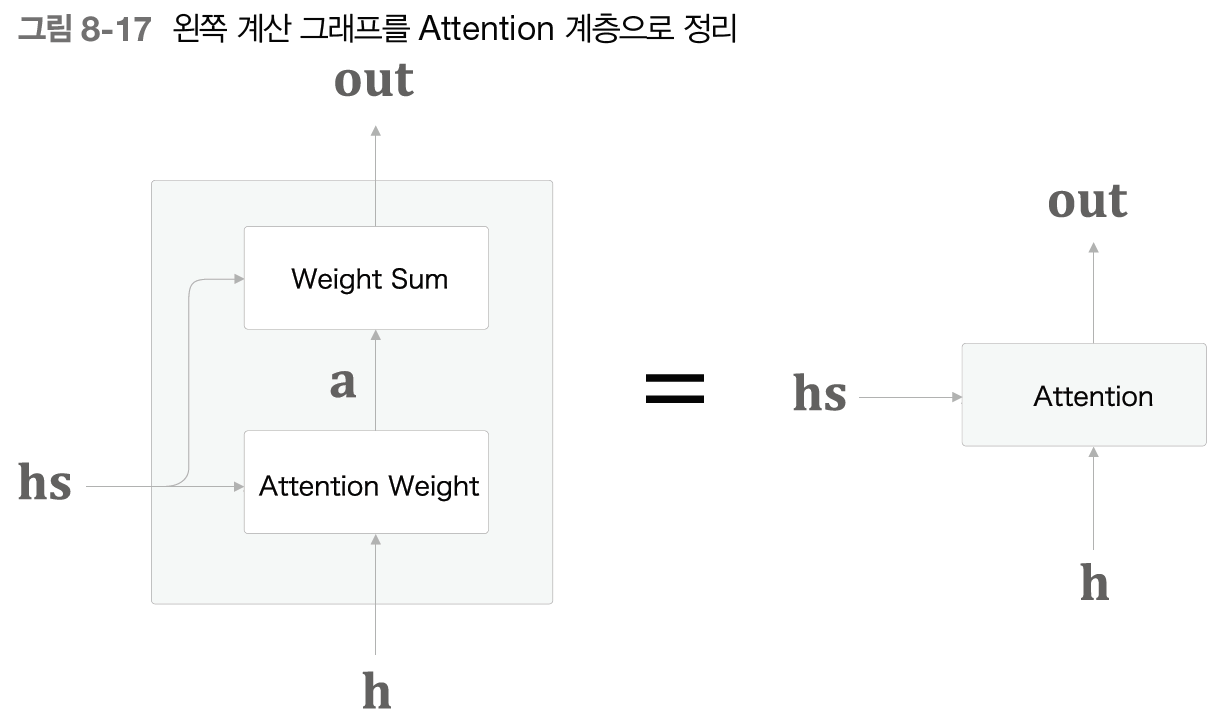 그림 8-17 왼쪽 계산 그래프를 Attention 계층으로 정리
out
Weight Sum
a
hs
Attention Weight
h
=
out
hs
Attention
h